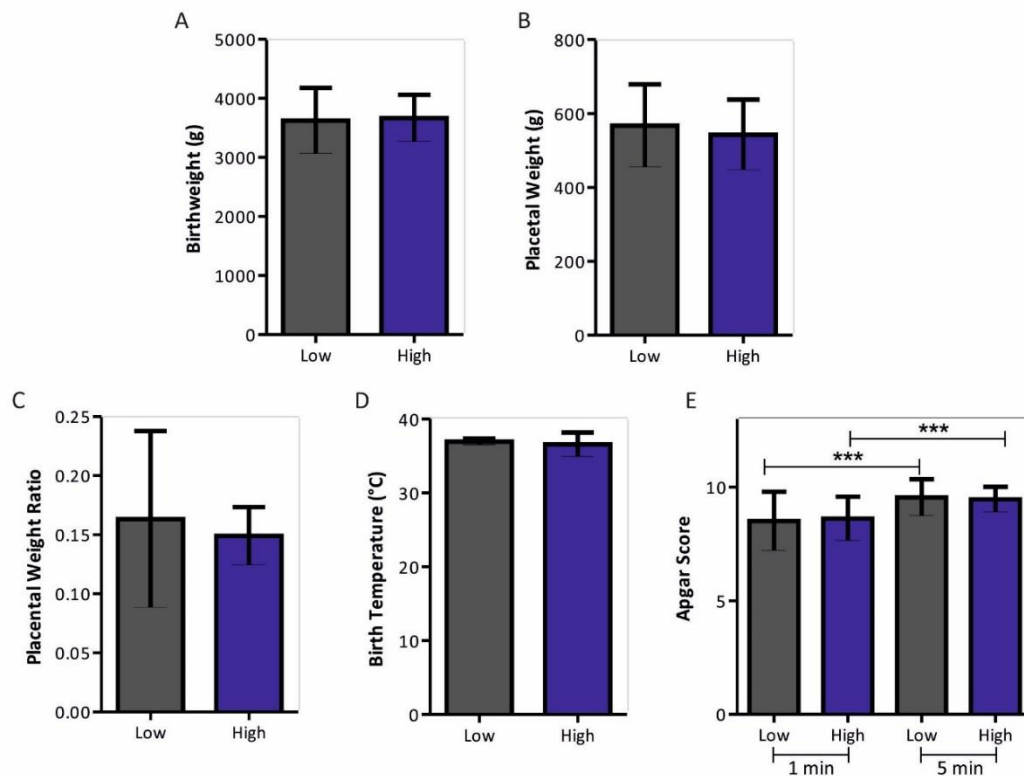 A
Birthweight (g)
5000
4000
3000
2000
1000
0
Low High
B
Placetal Weight (g)
800
600
400
200
0
Low High
C
Placental Weight Ratio
0.25
0.20
0.15
0.10
0.05
0.00
Low High
D
Birth Temperature (°C)
40
30
20
10
0
Low High
E
Apgar Score
10
5
0
***
***
Low High Low High
1 min 5 min